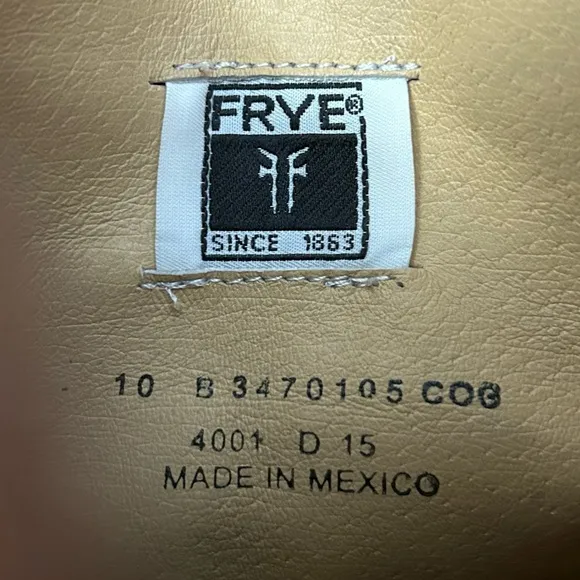 FRYE®
SINCE 1863
10 B 3470105 COG
4001 D 15
MADE IN MEXICO